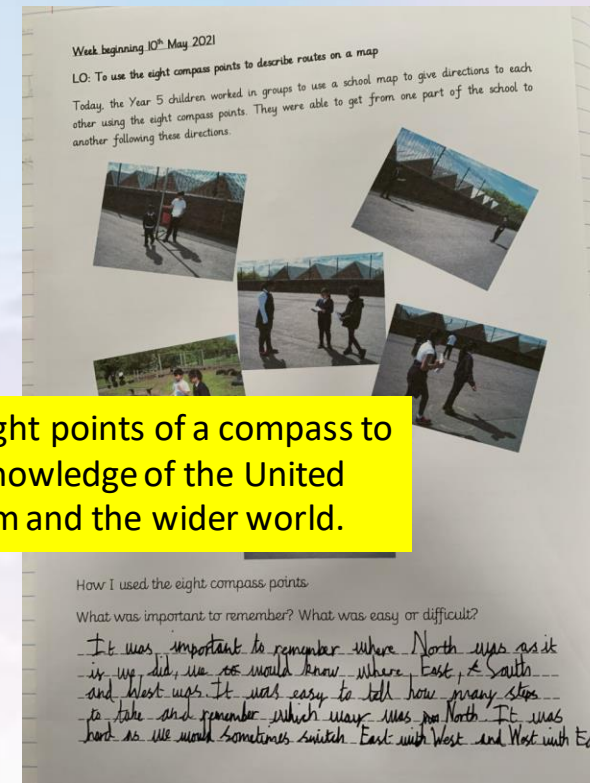 Week beginning 10th May 2021
LO: To use the eight compass points to describe routes on a map
Today, the Year 5 children worked in groups to use a school map to give directions to each
other using the eight compass points. They were able to get from one part of the school to
another following these directions.
ght points of a compass to
nowledge of the United
m and the wider world.
How I used the eight compass points
What was important to remember? What was easy or difficult?
It was important to remember where North was as it
is we did, we would know where East, South
and West was. It was easy to tell how many steps
to take and remember which way was North. It was
hard as we would sometimes switch East with West and West with Ea